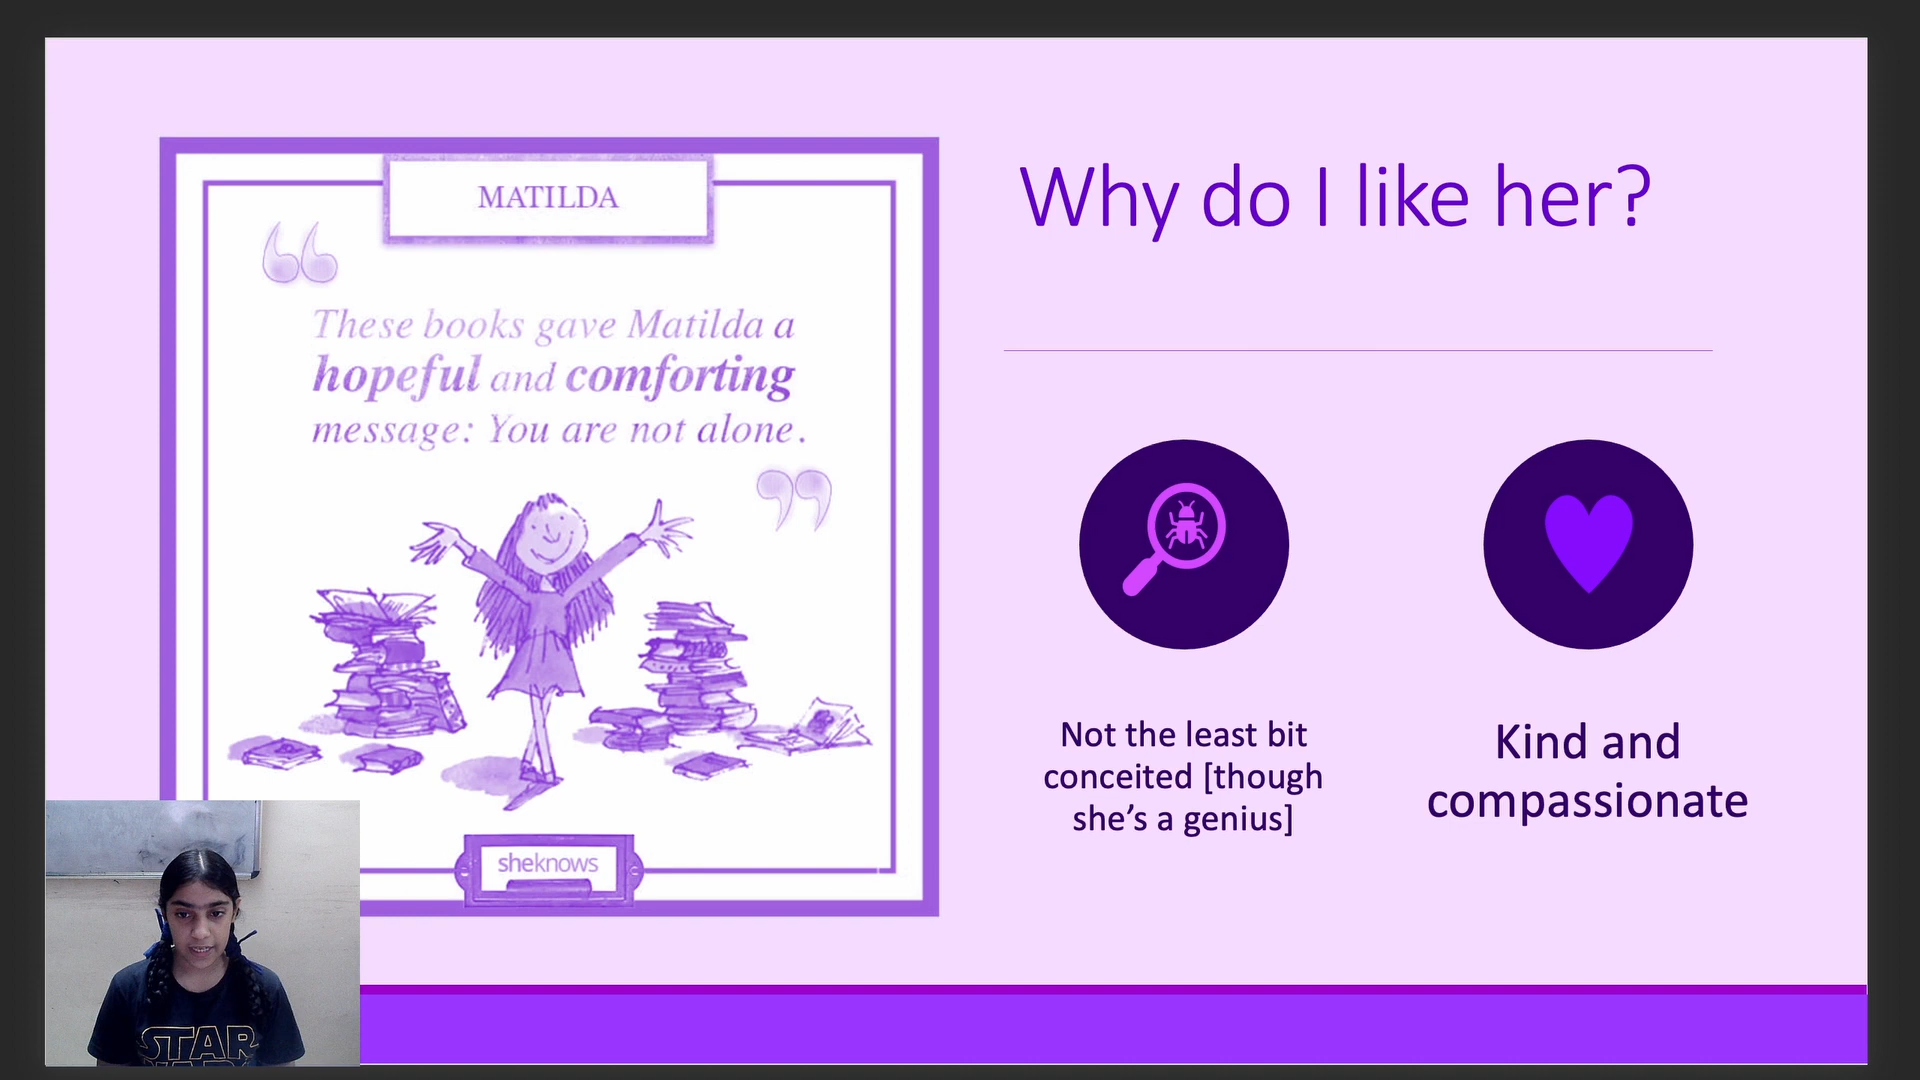 MATILDA
“
These books gave Matilda a
hopeful and comforting
message: You are not alone.
”
sheknows
Why do I like her?
Not the least bit
conceited [though
she’s a genius]
Kind and
compassionate
STAR